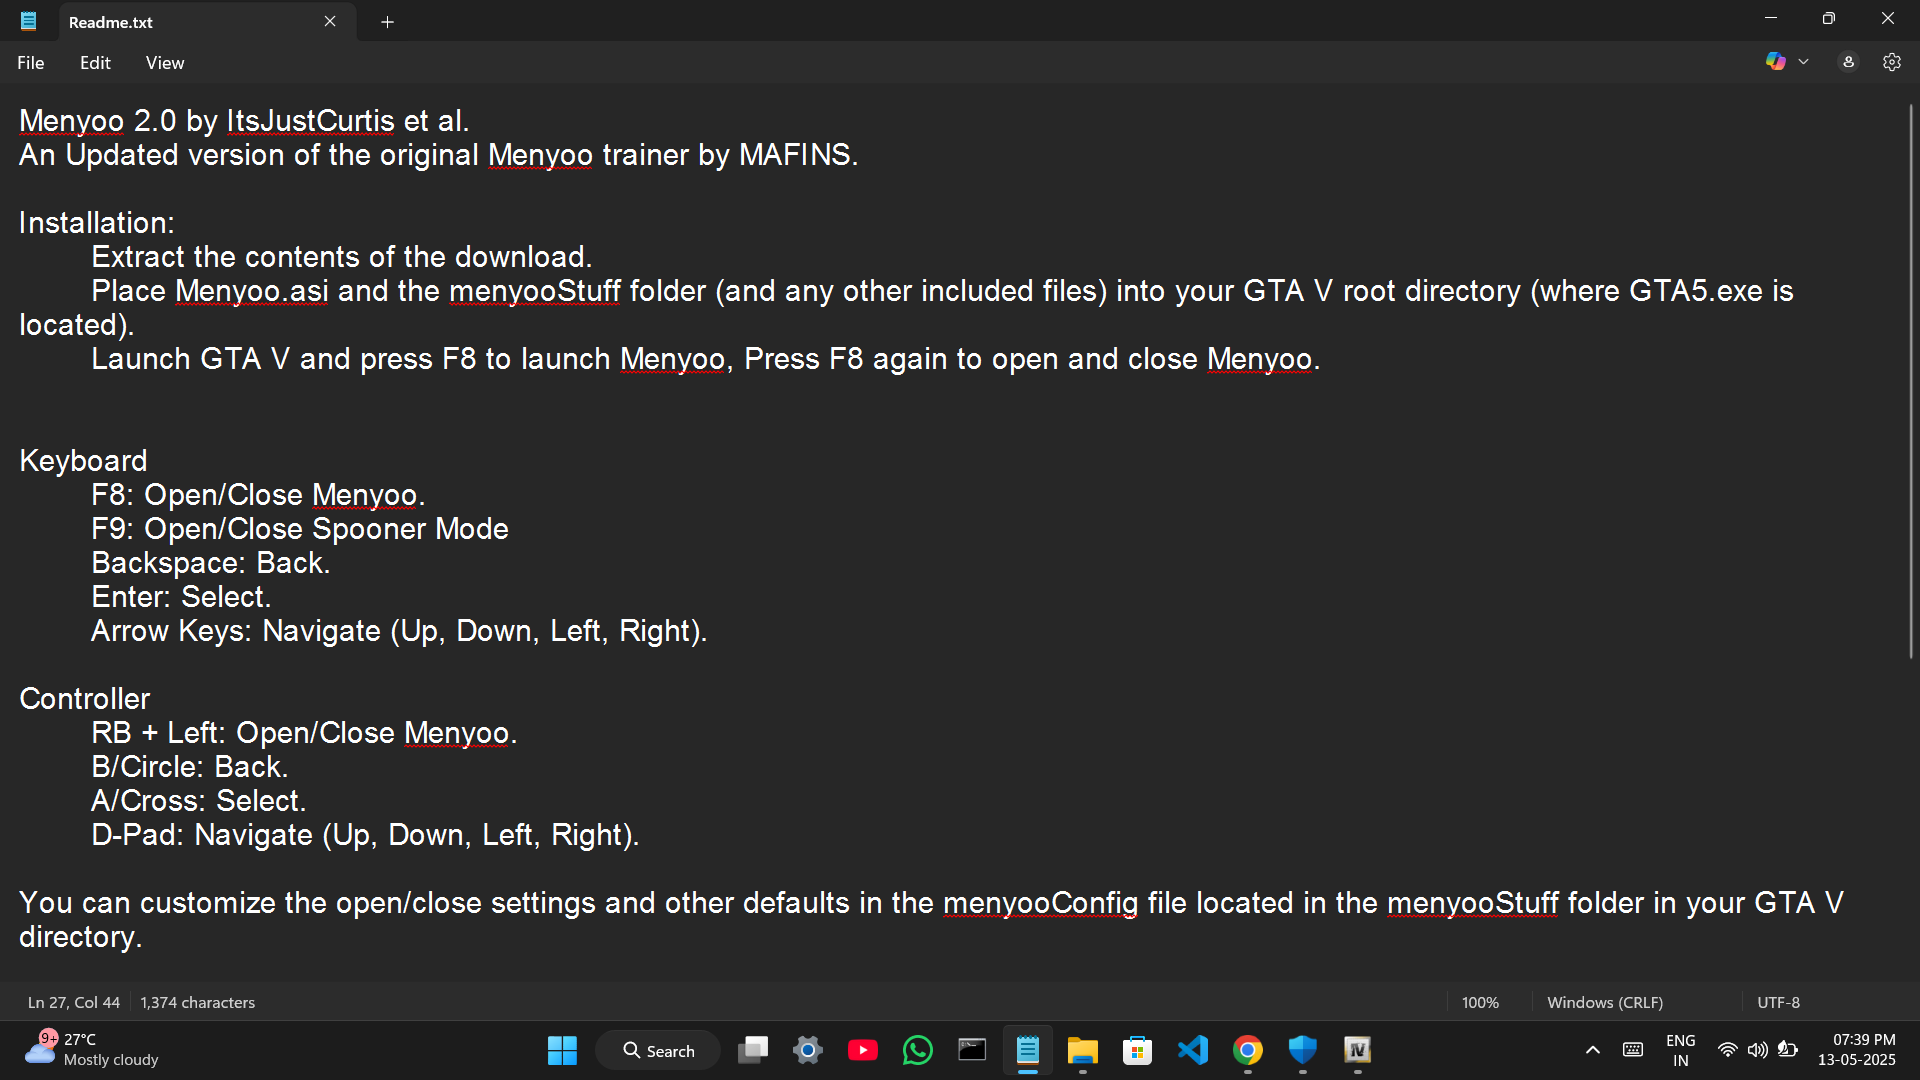 Readme.txt
File Edit View
Menyoo 2.0 by ItsJustCurtis et al.
An Updated version of the original Menyoo trainer by MAFINS.
Installation:
Extract the contents of the download.
Place Menyoo.asi and the menyooStuff folder (and any other included files) into your GTA V root directory (where GTA5.exe is
located).
Launch GTA V and press F8 to launch Menyoo, Press F8 again to open and close Menyoo.
Keyboard
F8: Open/Close Menyoo.
F9: Open/Close Spooner Mode
Backspace: Back.
Enter: Select.
Arrow Keys: Navigate (Up, Down, Left, Right).
Controller
RB + Left: Open/Close Menyoo.
B/Circle: Back.
A/Cross: Select.
D-Pad: Navigate (Up, Down, Left, Right).
You can customize the open/close settings and other defaults in the menyooConfig file located in the menyooStuff folder in your GTA V
directory.
Ln 27, Col 44 1,374 characters 100% Windows (CRLF) UTF-8
9+ 27°C
Mostly cloudy
Search
IV
ENG
IN
07:39 PM
13-05-2025